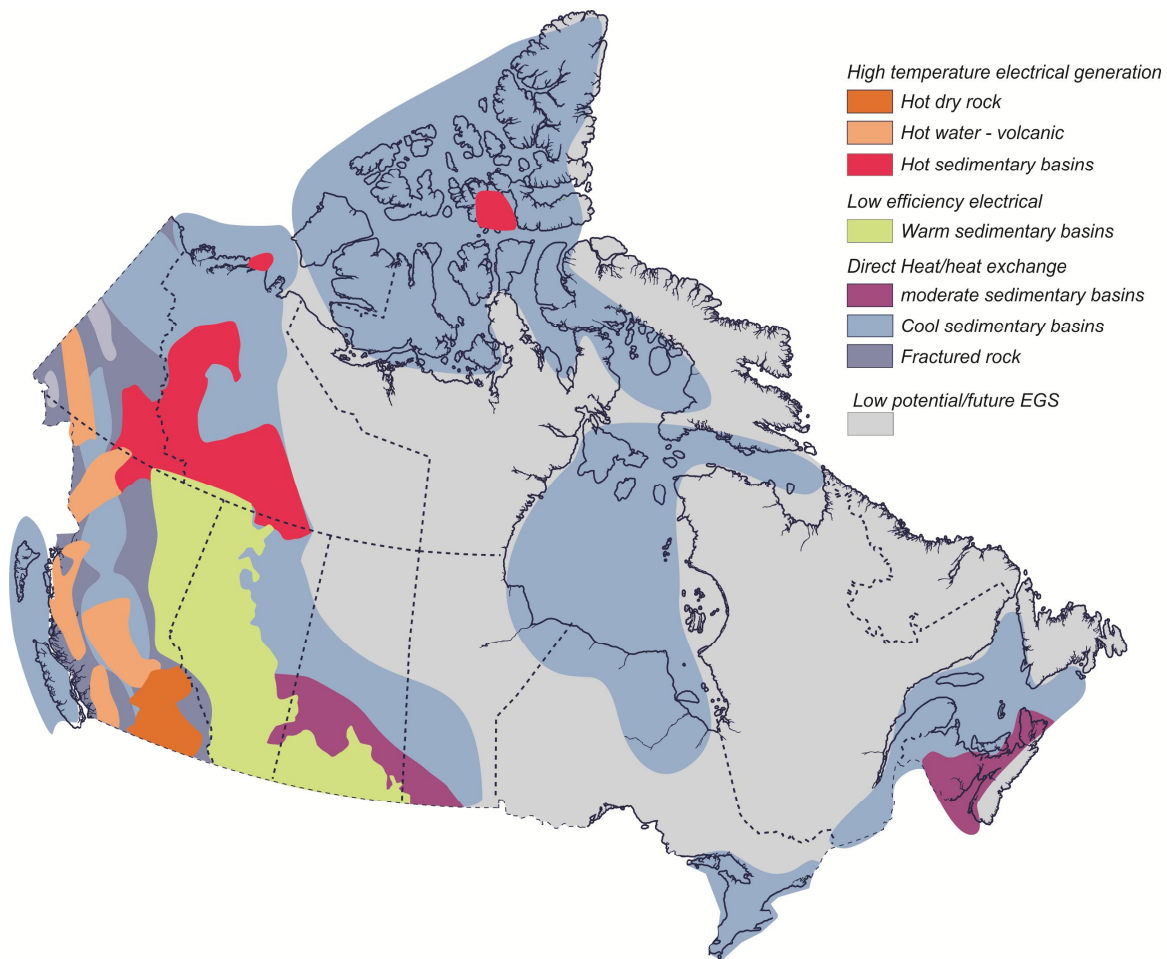 High temperature electrical generation
Hot dry rock
Hot water - volcanic
Hot sedimentary basins
Low efficiency electrical
Warm sedimentary basins
Direct Heat/heat exchange
moderate sedimentary basins
Cool sedimentary basins
Fractured rock
Low potential/future EGS